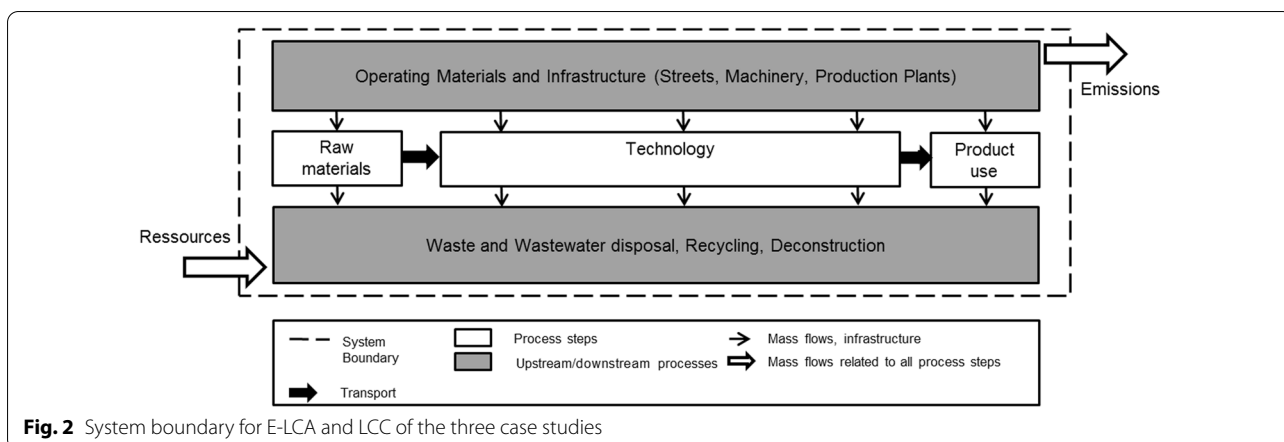 Operating Materials and Infrastructure (Streets, Machinery, Production Plants)
Emissions
Raw
materials
Technology
Product
use
Ressources
Waste and Wastewater disposal, Recycling, Deconstruction
System
Boundary
Process steps
Mass flows, infrastructure
Upstream/downstream processes
Mass flows related to all process steps
Transport
Fig. 2 System boundary for E-LCA and LCC of the three case studies